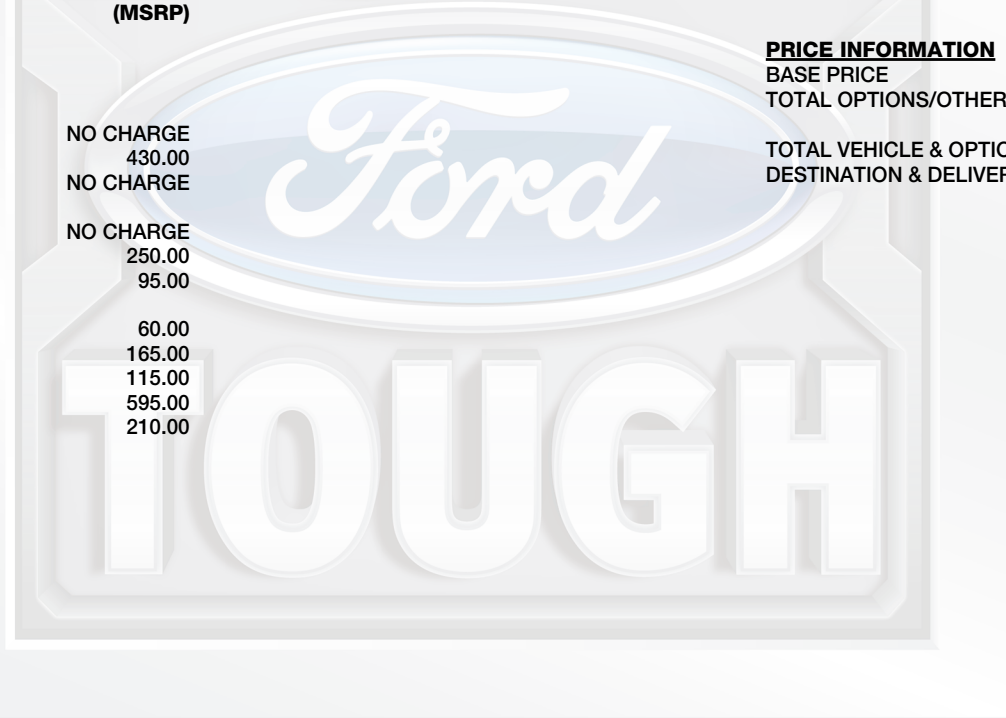 (MSRP)
NO CHARGE
430.00
NO CHARGE
NO CHARGE
250.00
95.00
60.00
165.00
115.00
595.00
210.00
PRICE INFORMATION
BASE PRICE
TOTAL OPTIONS/OTHER
TOTAL VEHICLE & OPTIO
DESTINATION & DELIVER
Ford
TOUGH